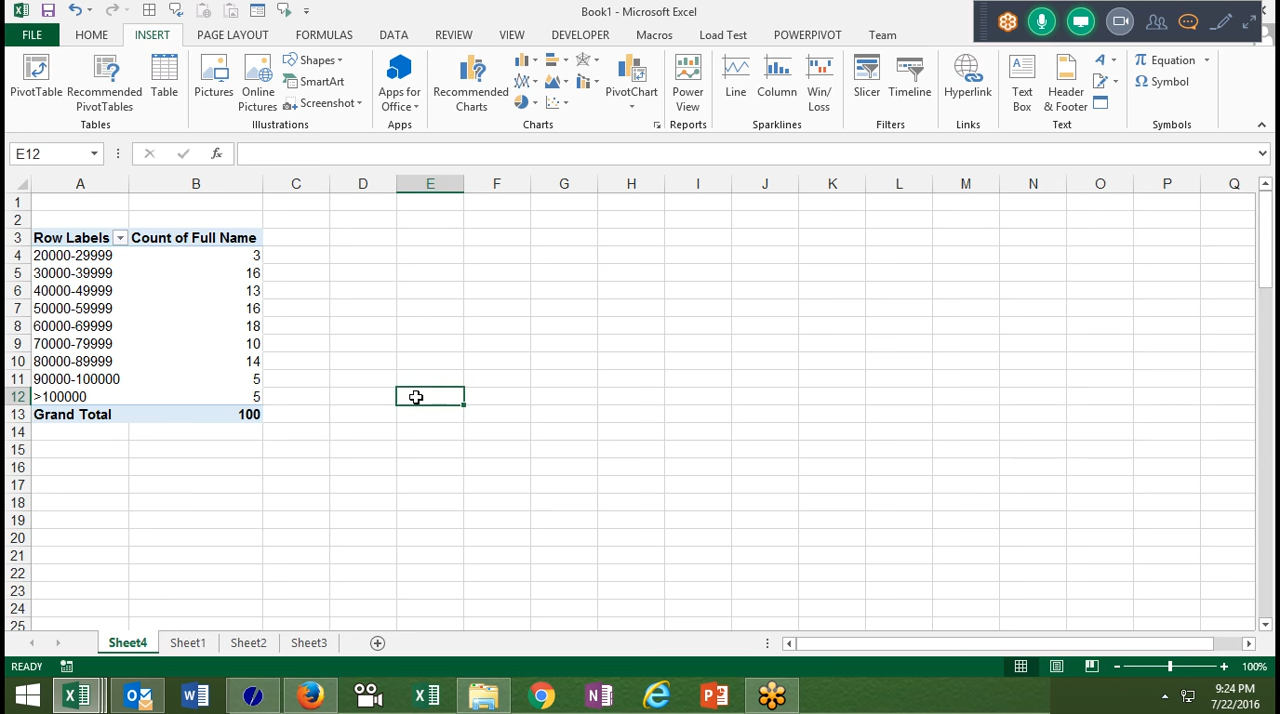 Book1 - Microsoft Excel
FILE HOME INSERT PAGE LAYOUT FORMULAS DATA REVIEW VIEW DEVELOPER Macros Load Test POWERPIVOT Team
PivotTable Recommended PivotTables Table Pictures Online Pictures Shapes SmartArt Screenshot Apps for Office Recommended Charts PivotChart Power View Line Column Win/Loss Slicer Timeline Hyperlink Text Box Header & Footer Equation Symbol
Tables Illustrations Apps Charts Reports Sparklines Filters Links Text Symbols
E12 fx
A B C D E F G H I J K L M N O P Q
1
2
3 Row Labels Count of Full Name
4 20000-29999 3
5 30000-39999 16
6 40000-49999 13
7 50000-59999 16
8 60000-69999 18
9 70000-79999 10
10 80000-89999 14
11 90000-100000 5
12 >100000 5
13 Grand Total 100
14
15
16
17
18
19
20
21
22
23
24
25
Sheet4 Sheet1 Sheet2 Sheet3
READY 100%
9:24 PM
7/22/2016